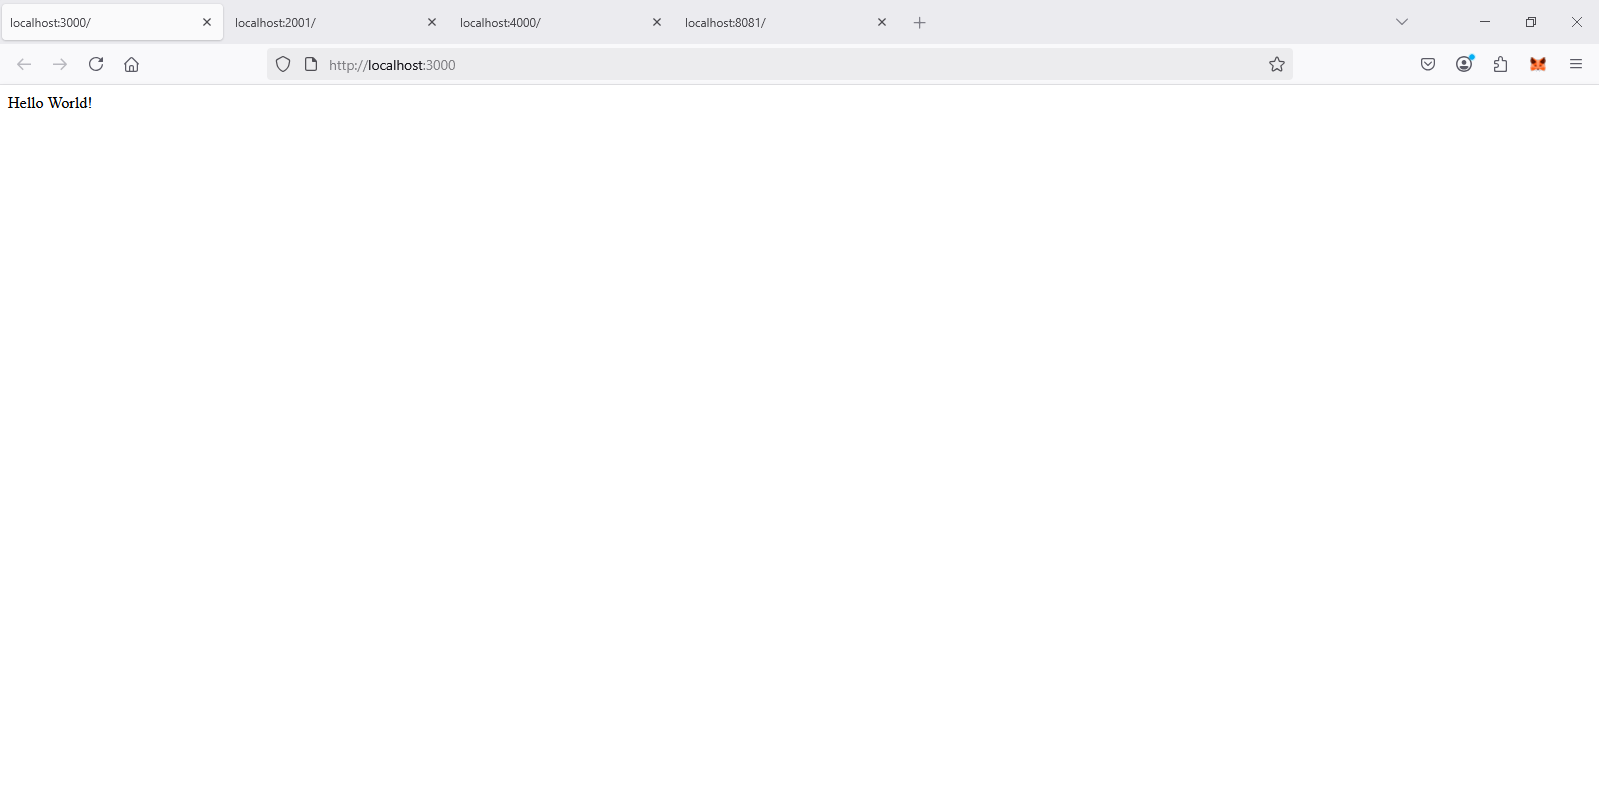 localhost:3000/
localhost:2001/
localhost:4000/
localhost:8081/
http://localhost:3000
Hello World!